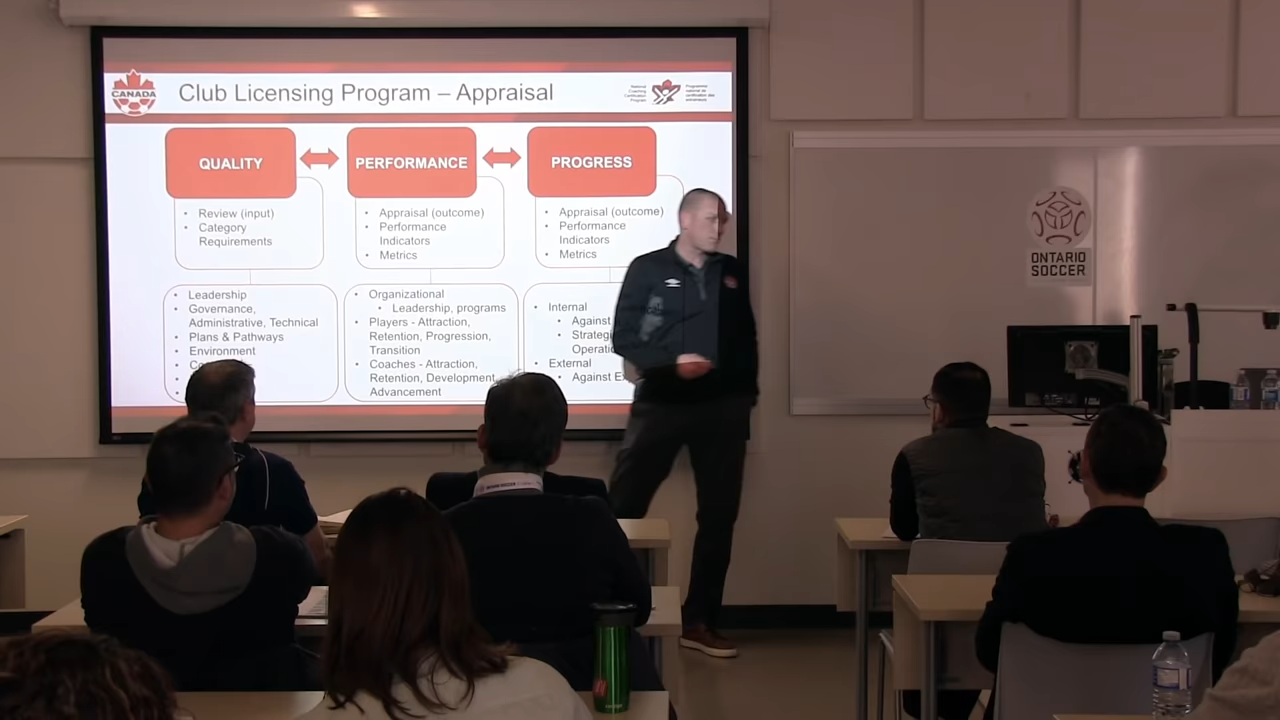 CANADA
Club Licensing Program – Appraisal
National
Coaching
Certification
Program
Programme
national de
certification des
entraîneurs
QUALITY
PERFORMANCE
PROGRESS
• Review (input)
• Category
Requirements
• Appraisal (outcome)
• Performance
Indicators
• Metrics
• Appraisal (outcome)
• Performance
Indicators
• Metrics
• Leadership
• Governance,
Administrative, Technical
• Plans & Pathways
• Environment
• Organizational
• Leadership, programs
• Players - Attraction,
Retention, Progression,
Transition
• Coaches - Attraction,
Retention, Development,
Advancement
• Internal
• Against
• External
• Against
ONTARIO
SOCCER